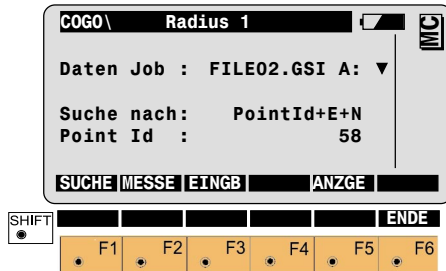 COGO\ Radius 1
MC
Daten Job : FILE02.GSI A: ▼
Suche nach: PointId+E+N
Point Id : 58
SUCHE MESSE EINGB ANZGE
SHIFT ENDE
F1 F2 F3 F4 F5 F6